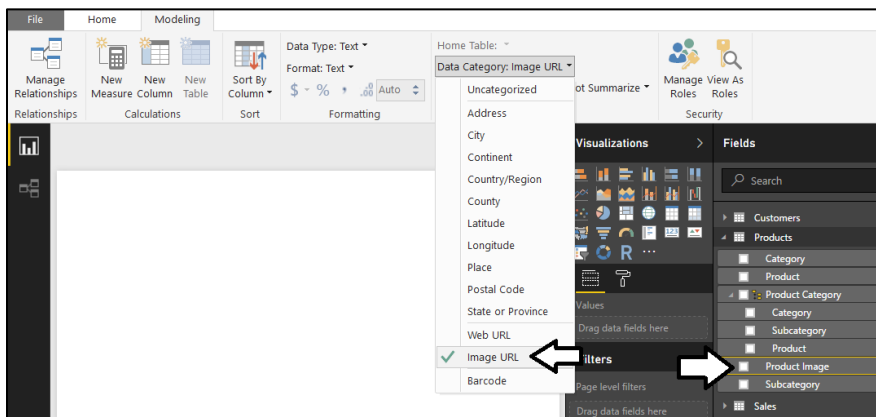 File Home Modeling
Data Type: Text
Home Table:
Format: Text
Data Category: Image URL
$ % , .00 Auto
ot Summarize
Manage Relationships
New Measure
New Column
New Table
Sort By Column
Manage Roles
View As Roles
Relationships Calculations Sort Formatting Security
Uncategorized
Address
City
Continent
Country/Region
County
Latitude
Longitude
Place
Postal Code
State or Province
Web URL
Image URL
Barcode
Visualizations >
R ...
123
Values
Drag data fields here
Filters
Page level filters
Drag data fields here
Fields
Search
Customers
Products
Category
Product
Product Category
Category
Subcategory
Product
Product Image
Subcategory
Sales